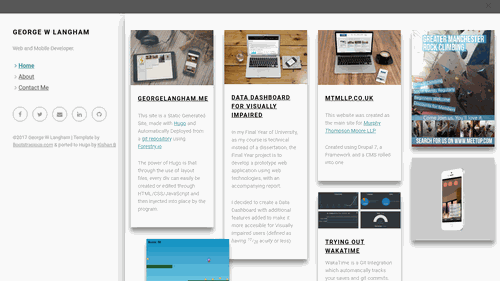 GEORGE W LANGHAM
Web and Mobile Developer
Home
About
Contact Me
©2017 George W Langham | Template by
Bootstrapious.com & ported to Hugo by Kishan B
GEORGELANGHAM.ME
This site is a Static Generated
Site, made with Hugo and
Automatically Deployed from
a git repository using
Forestry.io
The power of Hugo is that
through the use of layout
files, every div can easily be
created or edited through
HTML/CSS/JavaScript and
then injected into place by the
program.
DATA DASHBOARD
FOR VISUALLY
IMPAIRED
In my Final Year of University,
as my course is technical
instead of a dissertation, the
Final Year project is to
develop a prototype web
application using web
technologies, with an
accompanying report.
I decided to create a Data
Dashboard with additional
features added to make it
more accessible for Visually
Impaired users (defined as
having acuity or less).
MTMLLP.CO.UK
This website was created as
the main site for Murphy
Thompson Moore LLP
Created using Drupal 7, a
Framework and a CMS rolled
into one.
TRYING OUT
WAKATIME
WakaTime is a Git Integration
which automatically tracks
your saves and git commits
GREATER MANCHESTER
ROCK CLIMBING
Come join us, You'll love it
SEARCH FOR US ON WWW.MEETUP.COM